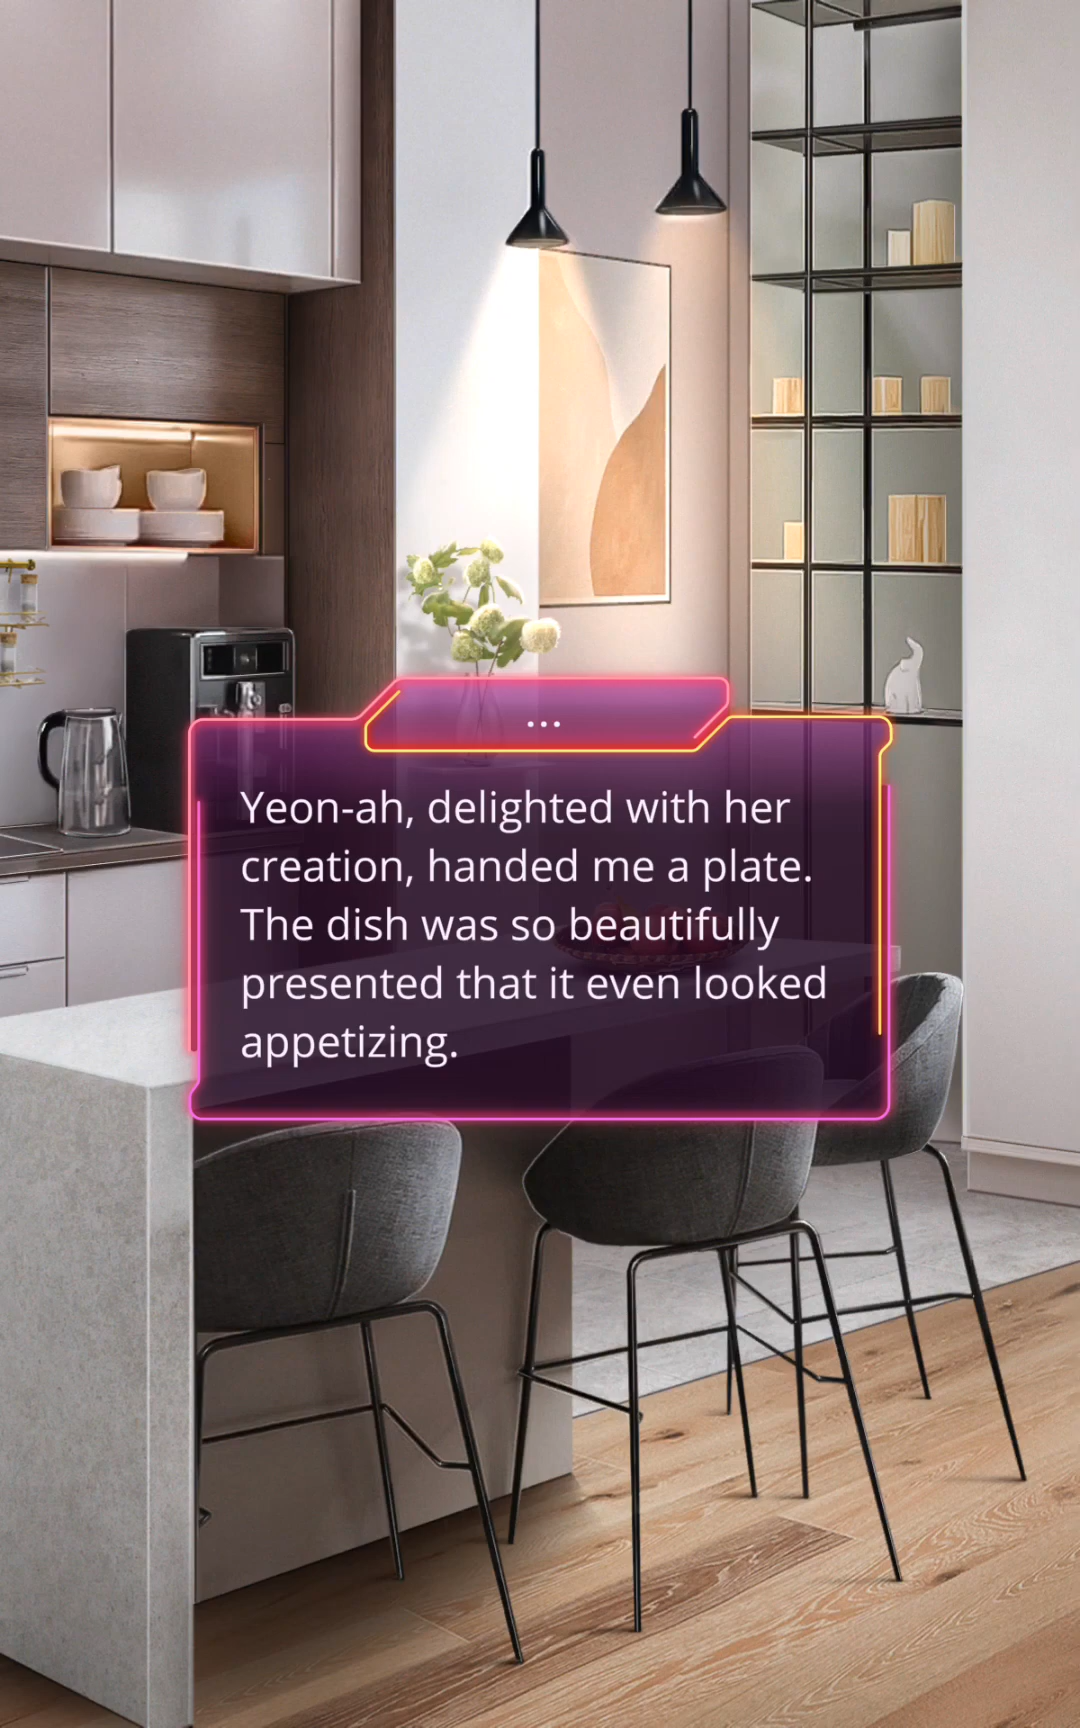 ...
Yeon-ah, delighted with her
creation, handed me a plate.
The dish was so beautifully
presented that it even looked
appetizing.